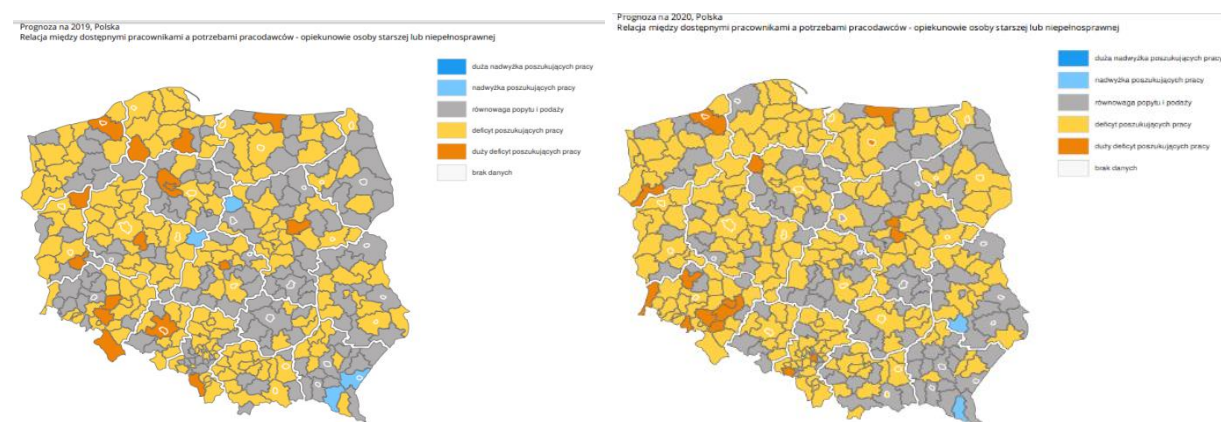 Prognoza na 2019, Polska
Relacja między dostępnymi pracownikami a potrzebami pracodawców - opiekunowie osoby starszej lub niepełnosprawnej
duża nadwyżka poszukujących pracy
nadwyżka poszukujących pracy
równowaga popytu i podaży
deficyt poszukujących pracy
duży deficyt poszukujących pracy
brak danych
Prognoza na 2020, Polska
Relacja między dostępnymi pracownikami a potrzebami pracodawców - opiekunowie osoby starszej lub niepełnosprawnej
duża nadwyżka poszukujących pracy
nadwyżka poszukujących pracy
równowaga popytu i podaży
deficyt poszukujących pracy
duży deficyt poszukujących pracy
brak danych